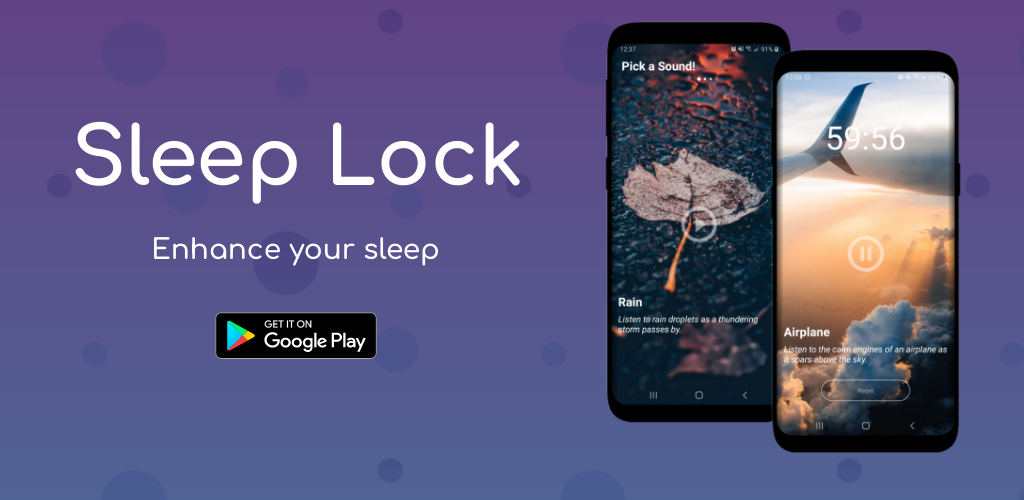 Sleep Lock
Enhance your sleep
GET IT ON
Google Play
12:37
91%
Pick a Sound!
Rain
Listen to rain droplets as a thundering
storm passes by.
59:56
Airplane
Listen to the calm engines of an airplane as
it soars above the sky.
Reset